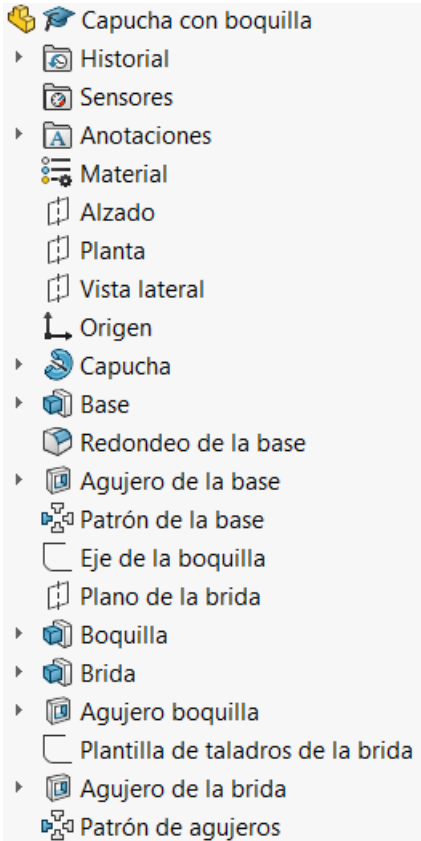 Capucha con boquilla
Historial
Sensores
Anotaciones
Material
Alzado
Planta
Vista lateral
Origen
Capucha
Base
Redondeo de la base
Agujero de la base
Patrón de la base
Eje de la boquilla
Plano de la brida
Boquilla
Brida
Agujero boquilla
Plantilla de taladros de la brida
Agujero de la brida
Patrón de agujeros